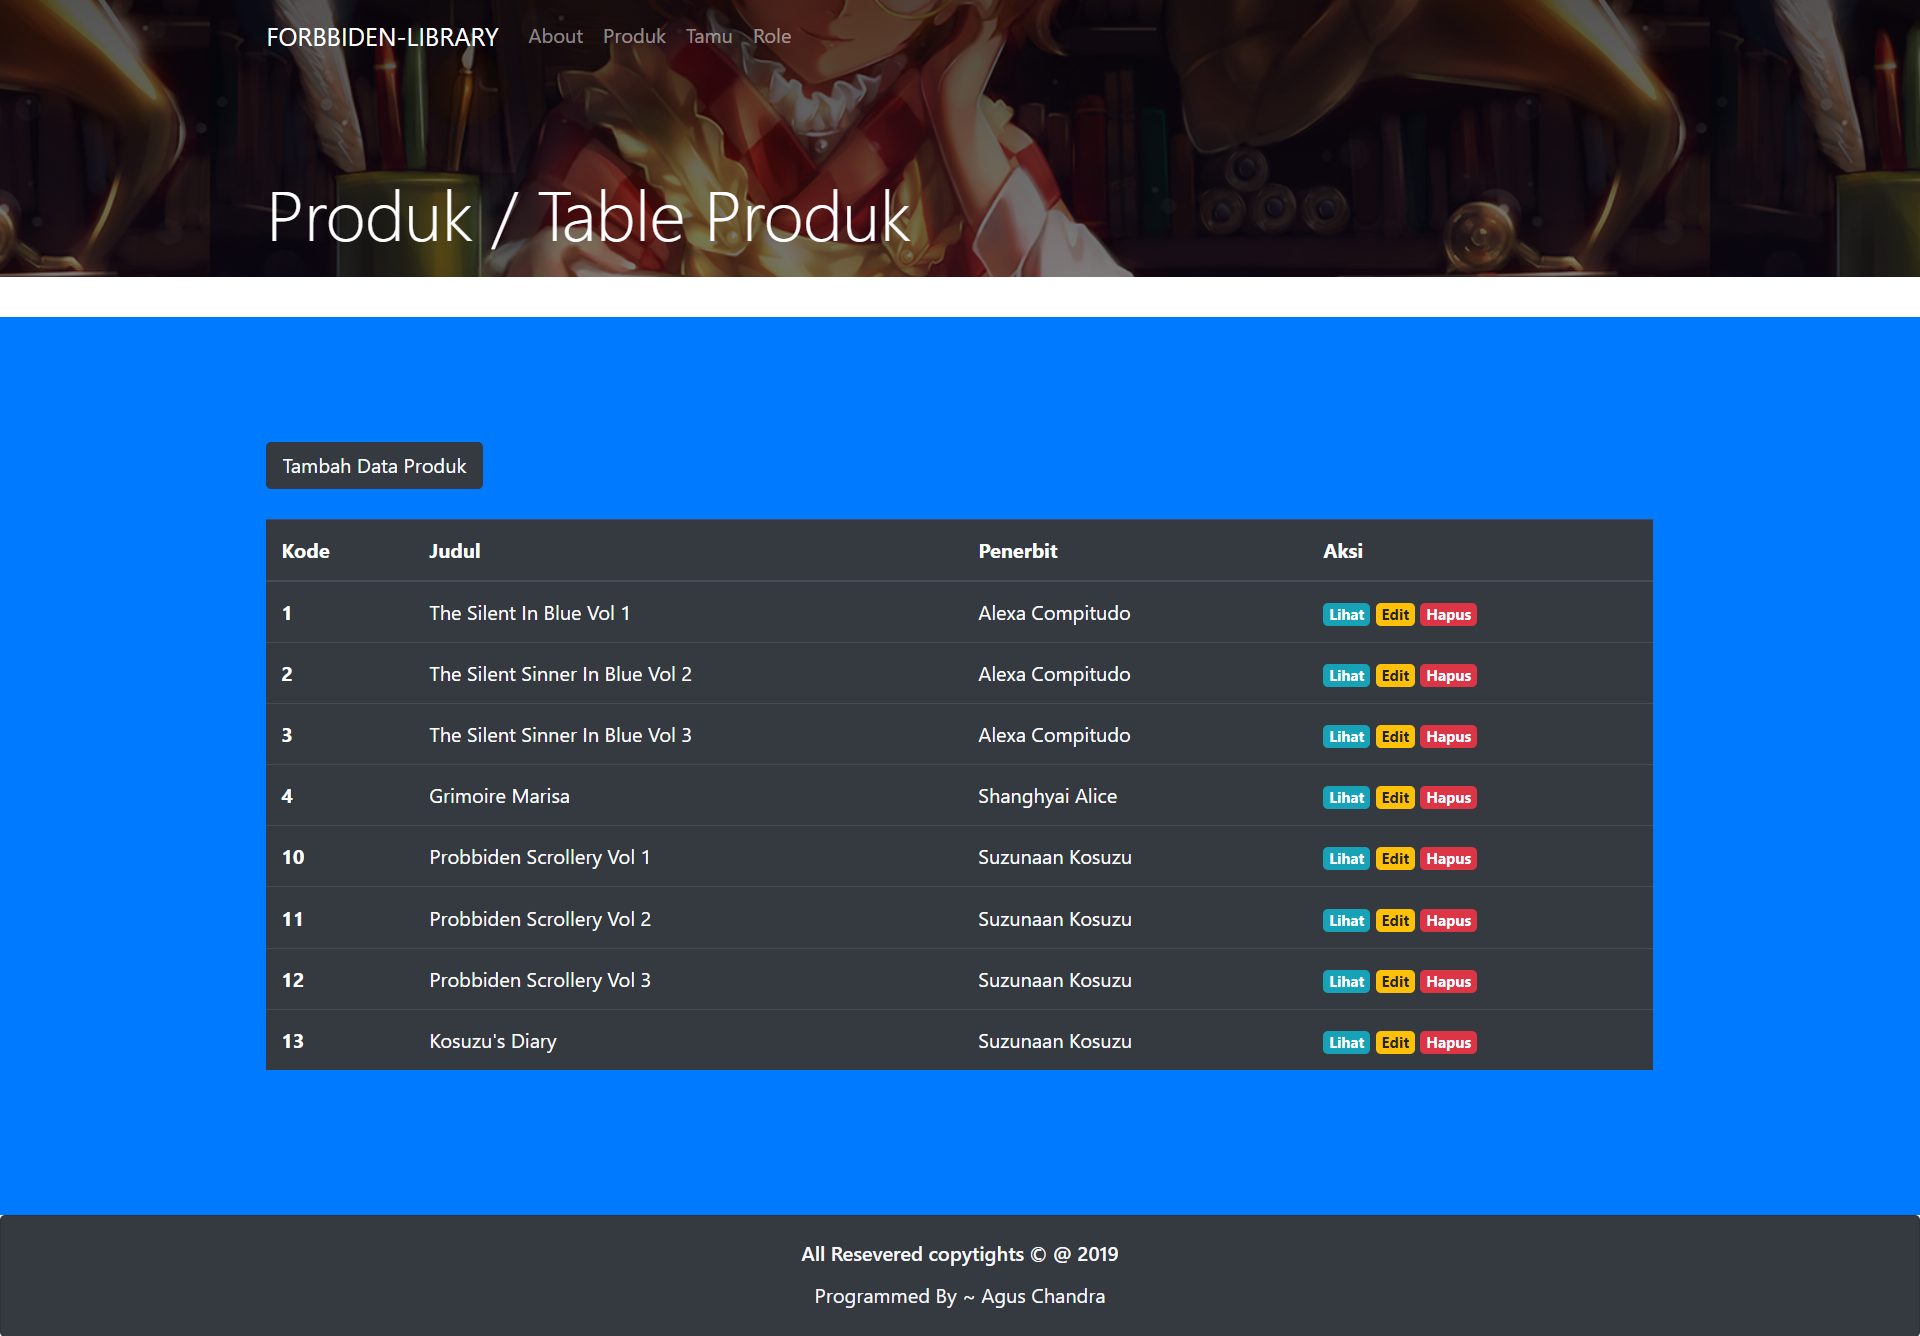 FORBBIDEN-LIBRARY About Produk Tamu Role
Produk / Table Produk
Tambah Data Produk
Kode Judul Penerbit Aksi
1 The Silent In Blue Vol 1 Alexa Compitudo Lihat Edit Hapus
2 The Silent Sinner In Blue Vol 2 Alexa Compitudo Lihat Edit Hapus
3 The Silent Sinner In Blue Vol 3 Alexa Compitudo Lihat Edit Hapus
4 Grimoire Marisa Shanghyai Alice Lihat Edit Hapus
10 Probbiden Scrollery Vol 1 Suzunaan Kosuzu Lihat Edit Hapus
11 Probbiden Scrollery Vol 2 Suzunaan Kosuzu Lihat Edit Hapus
12 Probbiden Scrollery Vol 3 Suzunaan Kosuzu Lihat Edit Hapus
13 Kosuzu's Diary Suzunaan Kosuzu Lihat Edit Hapus
All Resevered copytights © @ 2019
Programmed By ~ Agus Chandra